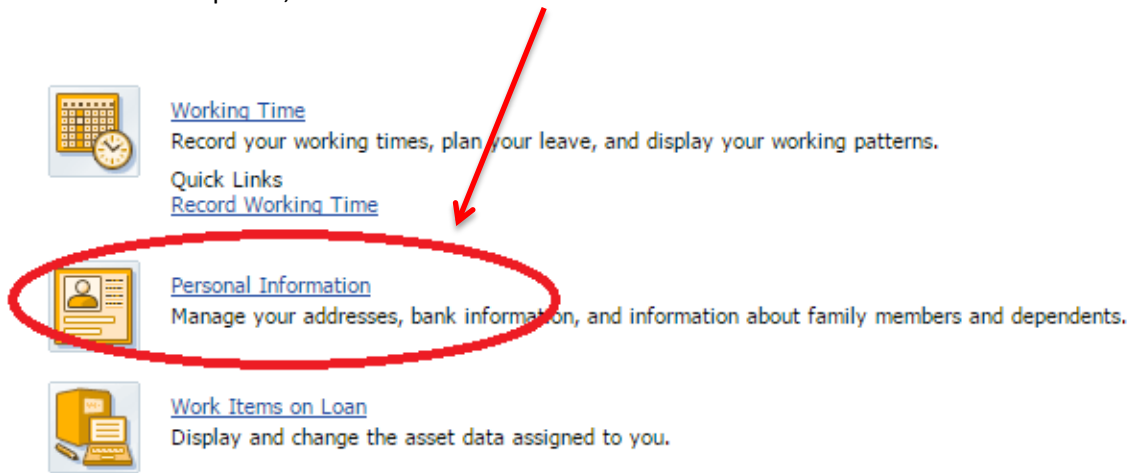 Working Time
Record your working times, plan your leave, and display your working patterns.
Quick Links
Record Working Time
Personal Information
Manage your addresses, bank information, and information about family members and dependents.
Work Items on Loan
Display and change the asset data assigned to you.